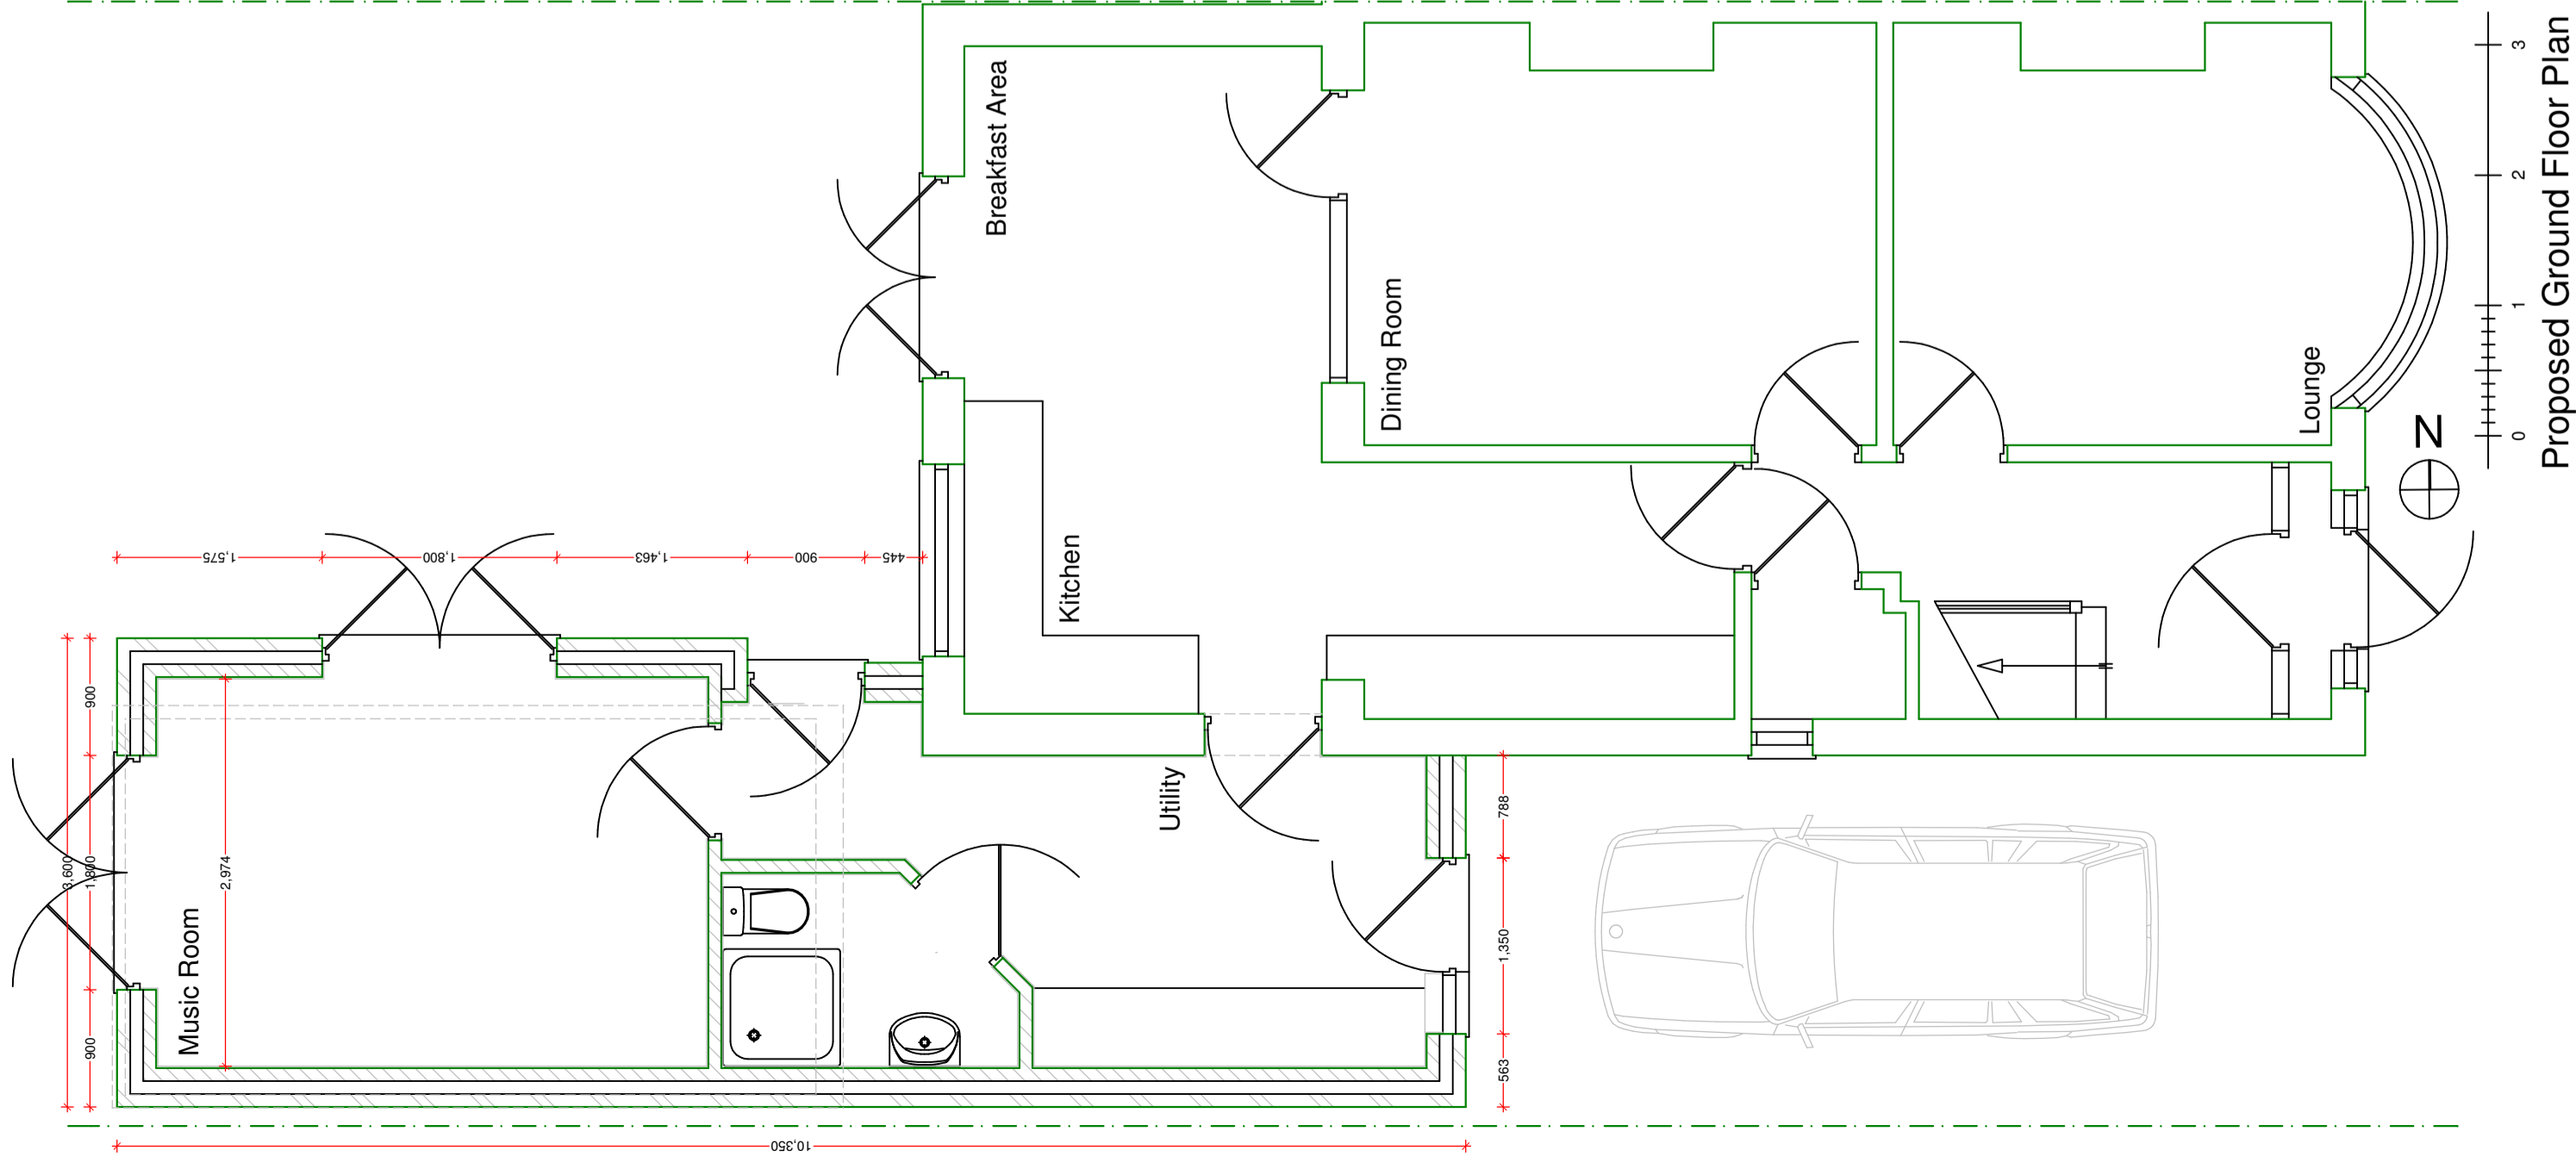 Breakfast Area
Dining Room
Lounge
Kitchen
Utility
Music Room
1,575
1,800
1,463
900
445
3,600
900
1,800
900
2,974
788
1,350
563
10,350
N
0
1
2
3
Proposed Ground Floor Plan